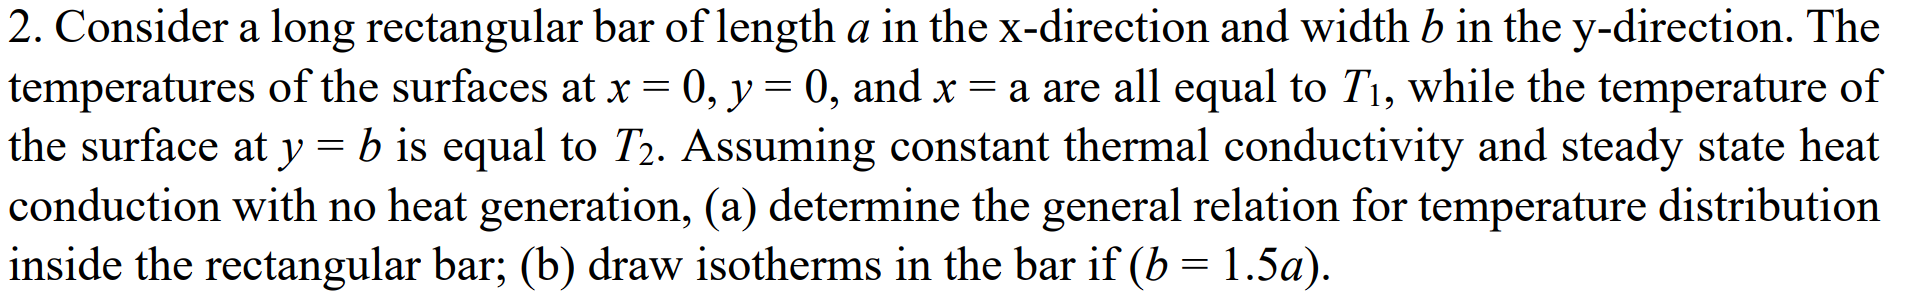 2. Consider a long rectangular bar of length a in the x-direction and width b in the y-direction. The
temperatures of the surfaces at x = 0, y = 0, and x = a are all equal to T₁, while the temperature of
the surface at y = b is equal to T₂. Assuming constant thermal conductivity and steady state heat
conduction with no heat generation, (a) determine the general relation for temperature distribution
inside the rectangular bar; (b) draw isotherms in the bar if (b = 1.5a).